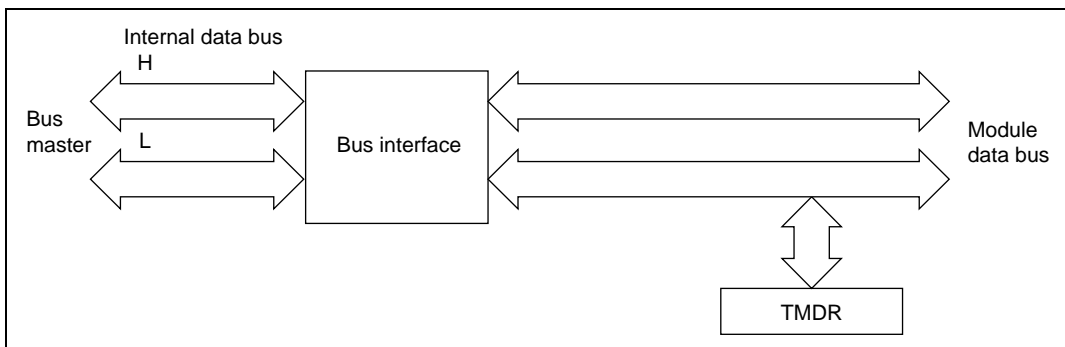 Internal data bus
H
Bus
master
L
Bus interface
Module
data bus
TMDR